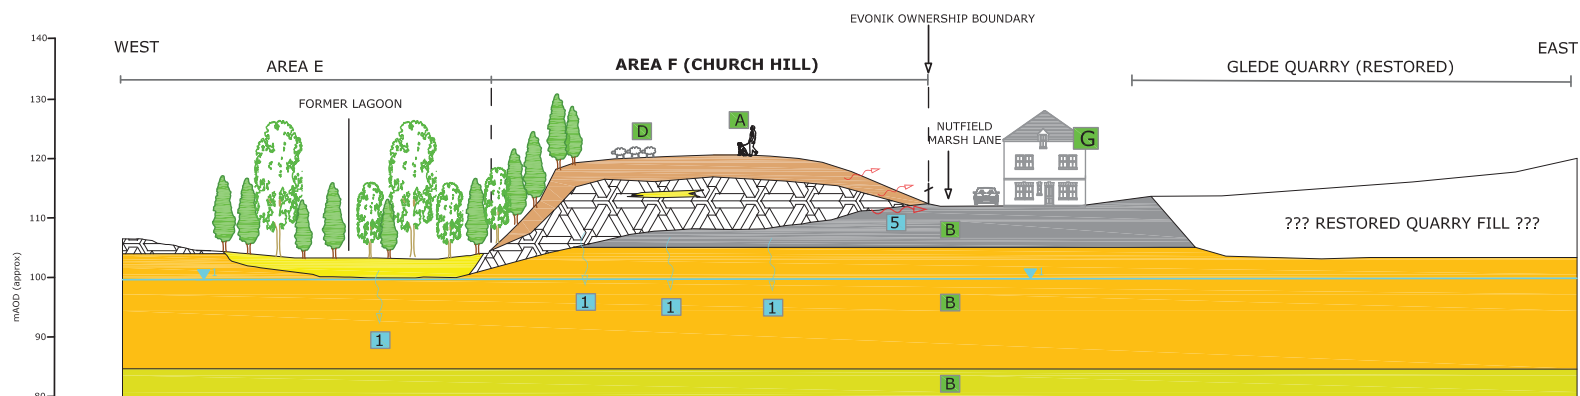 EVONIK OWNERSHIP BOUNDARY
140
WEST
EAST
AREA E
AREA F (CHURCH HILL)
GLEDE QUARRY (RESTORED)
130
FORMER LAGOON
D
A
NUTFIELD
MARSH LANE
G
120
110
5
B
??? RESTORED QUARRY FILL ???
100
mAOD (approx)
1
1
1
B
90
1
B
80